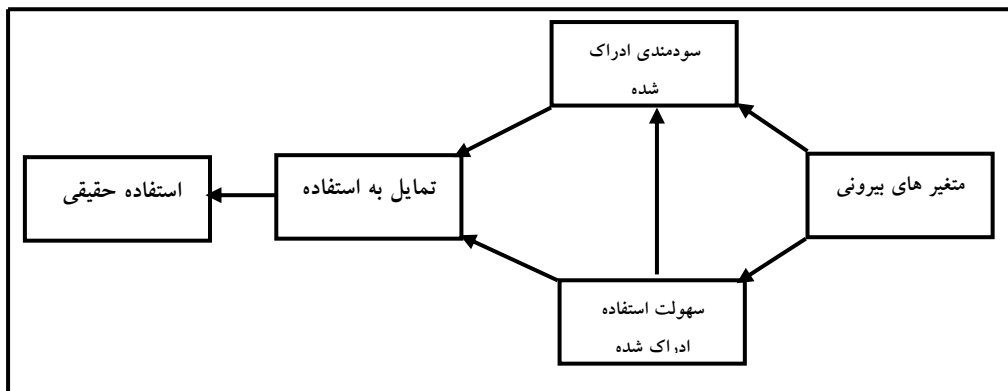 سودمندی ادراک
شده
متغیر های بیرونی
تمایل به استفاده
استفاده حقیقی
سهولت استفاده
ادراک شده